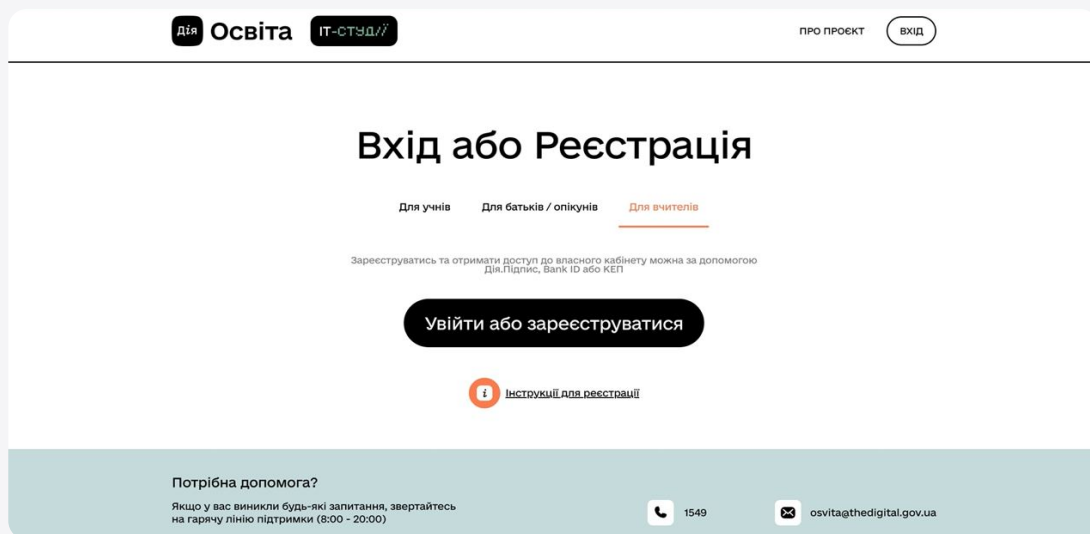 Дія Освіта ІТ-СТУДІЇ ПРО ПРОЄКТ ВХІД
Вхід або Реєстрація
Для учнів Для батьків / опікунів Для вчителів
Зареєструватись та отримати доступ до власного кабінету можна за допомогою
Дія.Підпис, Bank ID або КЕП
Увійти або зареєструватися
i Інструкції для реєстрації
Потрібна допомога?
Якщо у вас виникли будь-які запитання, звертайтесь
на гарячу лінію підтримки (8:00 - 20:00)
1549 osvita@thedigital.gov.ua